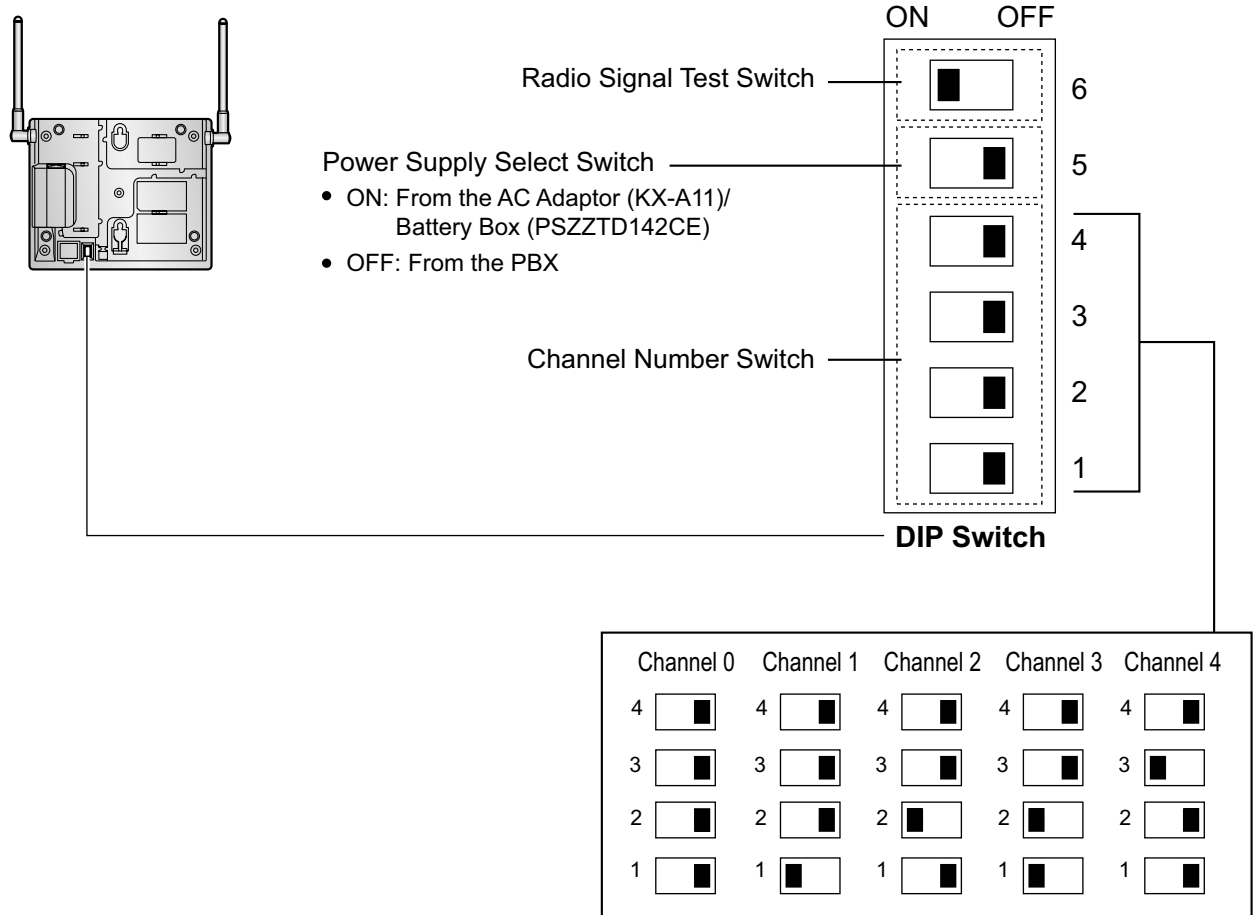 ON OFF
Radio Signal Test Switch
6
Power Supply Select Switch
5
• ON: From the AC Adaptor (KX-A11)/
Battery Box (PSZZTD142CE)
• OFF: From the PBX
4
3
Channel Number Switch
2
1
DIP Switch
Channel 0 Channel 1 Channel 2 Channel 3 Channel 4
4 4 4 4 4
3 3 3 3 3
2 2 2 2 2
1 1 1 1 1